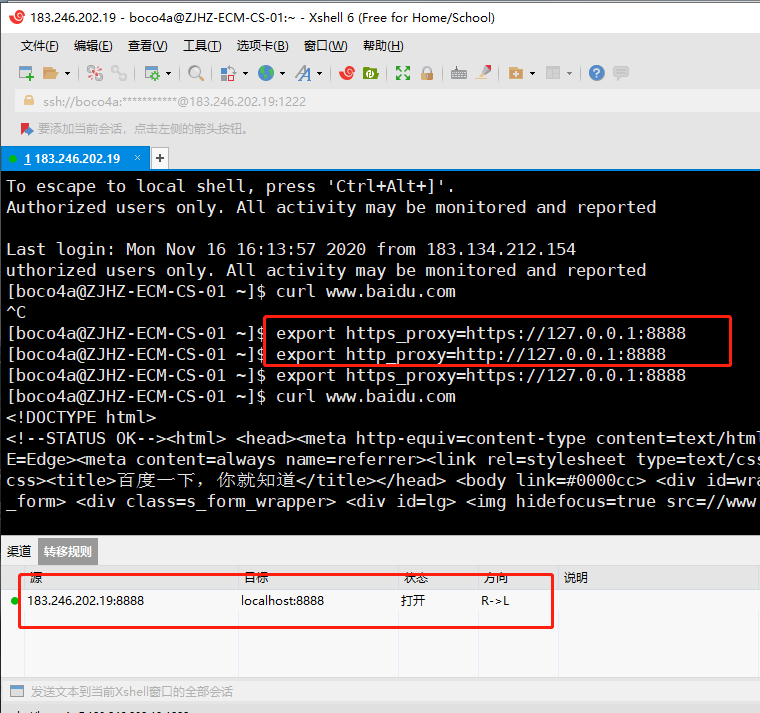 183.246.202.19 - boco4a@ZJHZ-ECM-CS-01:~ - Xshell 6 (Free for Home/School)
文件(F) 编辑(E) 查看(V) 工具(T) 选项卡(B) 窗口(W) 帮助(H)
ssh://boco4a:***********@183.246.202.19:1222
要添加当前会话，点击左侧的箭头按钮。
1 183.246.202.19 × +
To escape to local shell, press 'Ctrl+Alt+]'.
Authorized users only. All activity may be monitored and reported
Last login: Mon Nov 16 16:13:57 2020 from 183.134.212.154
uthorized users only. All activity may be monitored and reported
[boco4a@ZJHZ-ECM-CS-01 ~]$ curl www.baidu.com
^C
[boco4a@ZJHZ-ECM-CS-01 ~]$ export https_proxy=https://127.0.0.1:8888
[boco4a@ZJHZ-ECM-CS-01 ~]$ export http_proxy=http://127.0.0.1:8888
[boco4a@ZJHZ-ECM-CS-01 ~]$ export https_proxy=https://127.0.0.1:8888
[boco4a@ZJHZ-ECM-CS-01 ~]$ curl www.baidu.com
<!DOCTYPE html>
<!--STATUS OK--><html> <head><meta http-equiv=content-type content=text/html
E=Edge><meta content=always name=referrer><link rel=stylesheet type=text/css
css><title>百度一下，你就知道</title></head> <body link=#0000cc> <div id=wra
_form> <div class=s_form_wrapper> <div id=lg> <img hidefocus=true src=//www
渠道 转移规则
源 目标 状态 方向 说明
183.246.202.19:8888 localhost:8888 打开 R->L
发送文本到当前Xshell窗口的全部会话